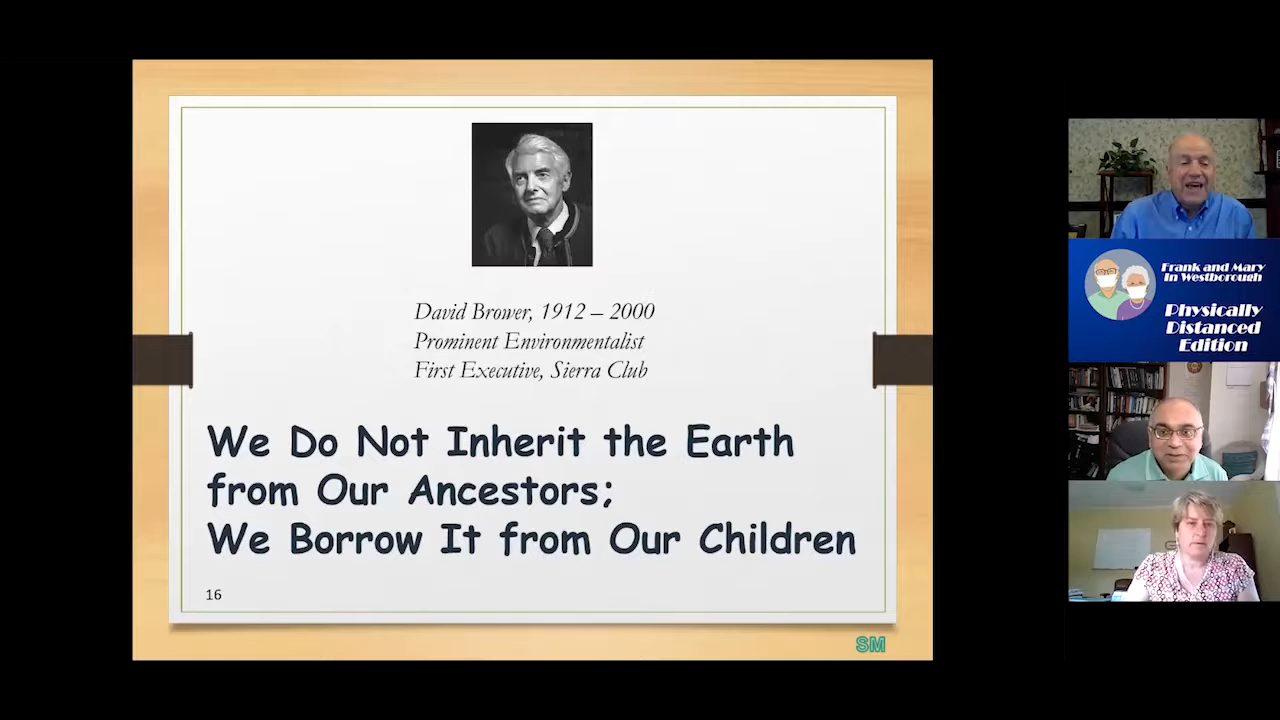 David Brower, 1912 – 2000
Prominent Environmentalist
First Executive, Sierra Club
We Do Not Inherit the Earth
from Our Ancestors;
We Borrow It from Our Children
16
SM
Frank and Mary
In Westborough
Physically
Distanced
Edition